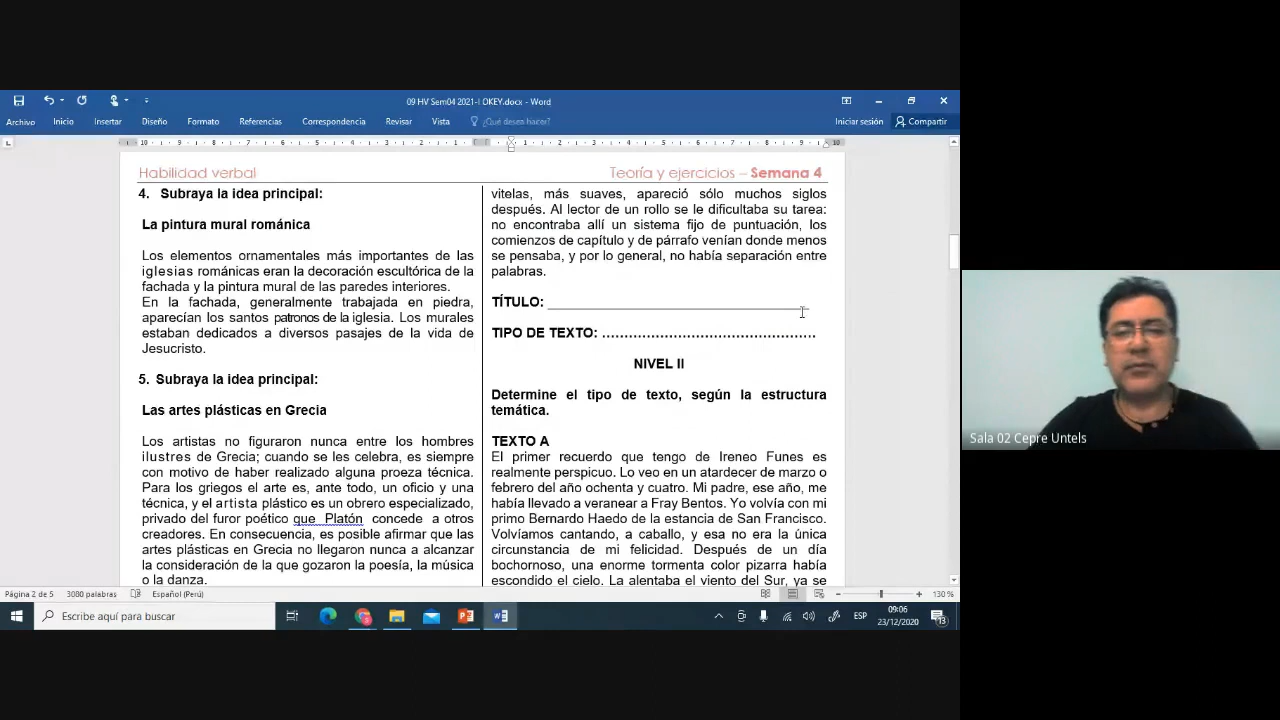 09 HV Sem04 2021-I OKEY.docx - Word
Archivo Inicio Insertar Diseño Formato Referencias Correspondencia Revisar Vista ¿Qué desea hacer? Iniciar sesión Compartir
Habilidad verbal Teoría y ejercicios – Semana 4
4. Subraya la idea principal:
La pintura mural románica
Los elementos ornamentales más importantes de las
iglesias románicas eran la decoración escultórica de la
fachada y la pintura mural de las paredes interiores.
En la fachada, generalmente trabajada en piedra,
aparecían los santos patronos de la iglesia. Los murales
estaban dedicados a diversos pasajes de la vida de
Jesucristo.
5. Subraya la idea principal:
Las artes plásticas en Grecia
Los artistas no figuraron nunca entre los hombres
ilustres de Grecia; cuando se les celebra, es siempre
con motivo de haber realizado alguna proeza técnica.
Para los griegos el arte es, ante todo, un oficio y una
técnica, y el artista plástico es un obrero especializado,
privado del furor poético que Platón concede a otros
creadores. En consecuencia, es posible afirmar que las
artes plásticas en Grecia no llegaron nunca a alcanzar
la consideración de la que gozaron la poesía, la música
o la danza.
vitelas, más suaves, apareció sólo muchos siglos
después. Al lector de un rollo se le dificultaba su tarea:
no encontraba allí un sistema fijo de puntuación, los
comienzos de capítulo y de párrafo venían donde menos
se pensaba, y por lo general, no había separación entre
palabras.
TÍTULO: ___________________________________
TIPO DE TEXTO: ................................................
NIVEL II
Determine el tipo de texto, según la estructura
temática.
TEXTO A
El primer recuerdo que tengo de Ireneo Funes es
realmente perspicuo. Lo veo en un atardecer de marzo o
febrero del año ochenta y cuatro. Mi padre, ese año, me
había llevado a veranear a Fray Bentos. Yo volvía con mi
primo Bernardo Haedo de la estancia de San Francisco.
Volvíamos cantando, a caballo, y esa no era la única
circunstancia de mi felicidad. Después de un día
bochornoso, una enorme tormenta color pizarra había
escondido el cielo. La alentaba el viento del Sur, ya se
Sala 02 Cepre Untels
Página 2 de 5 3080 palabras Español (Perú) 130 %
Escribe aquí para buscar
ESP
09:06
23/12/2020
13